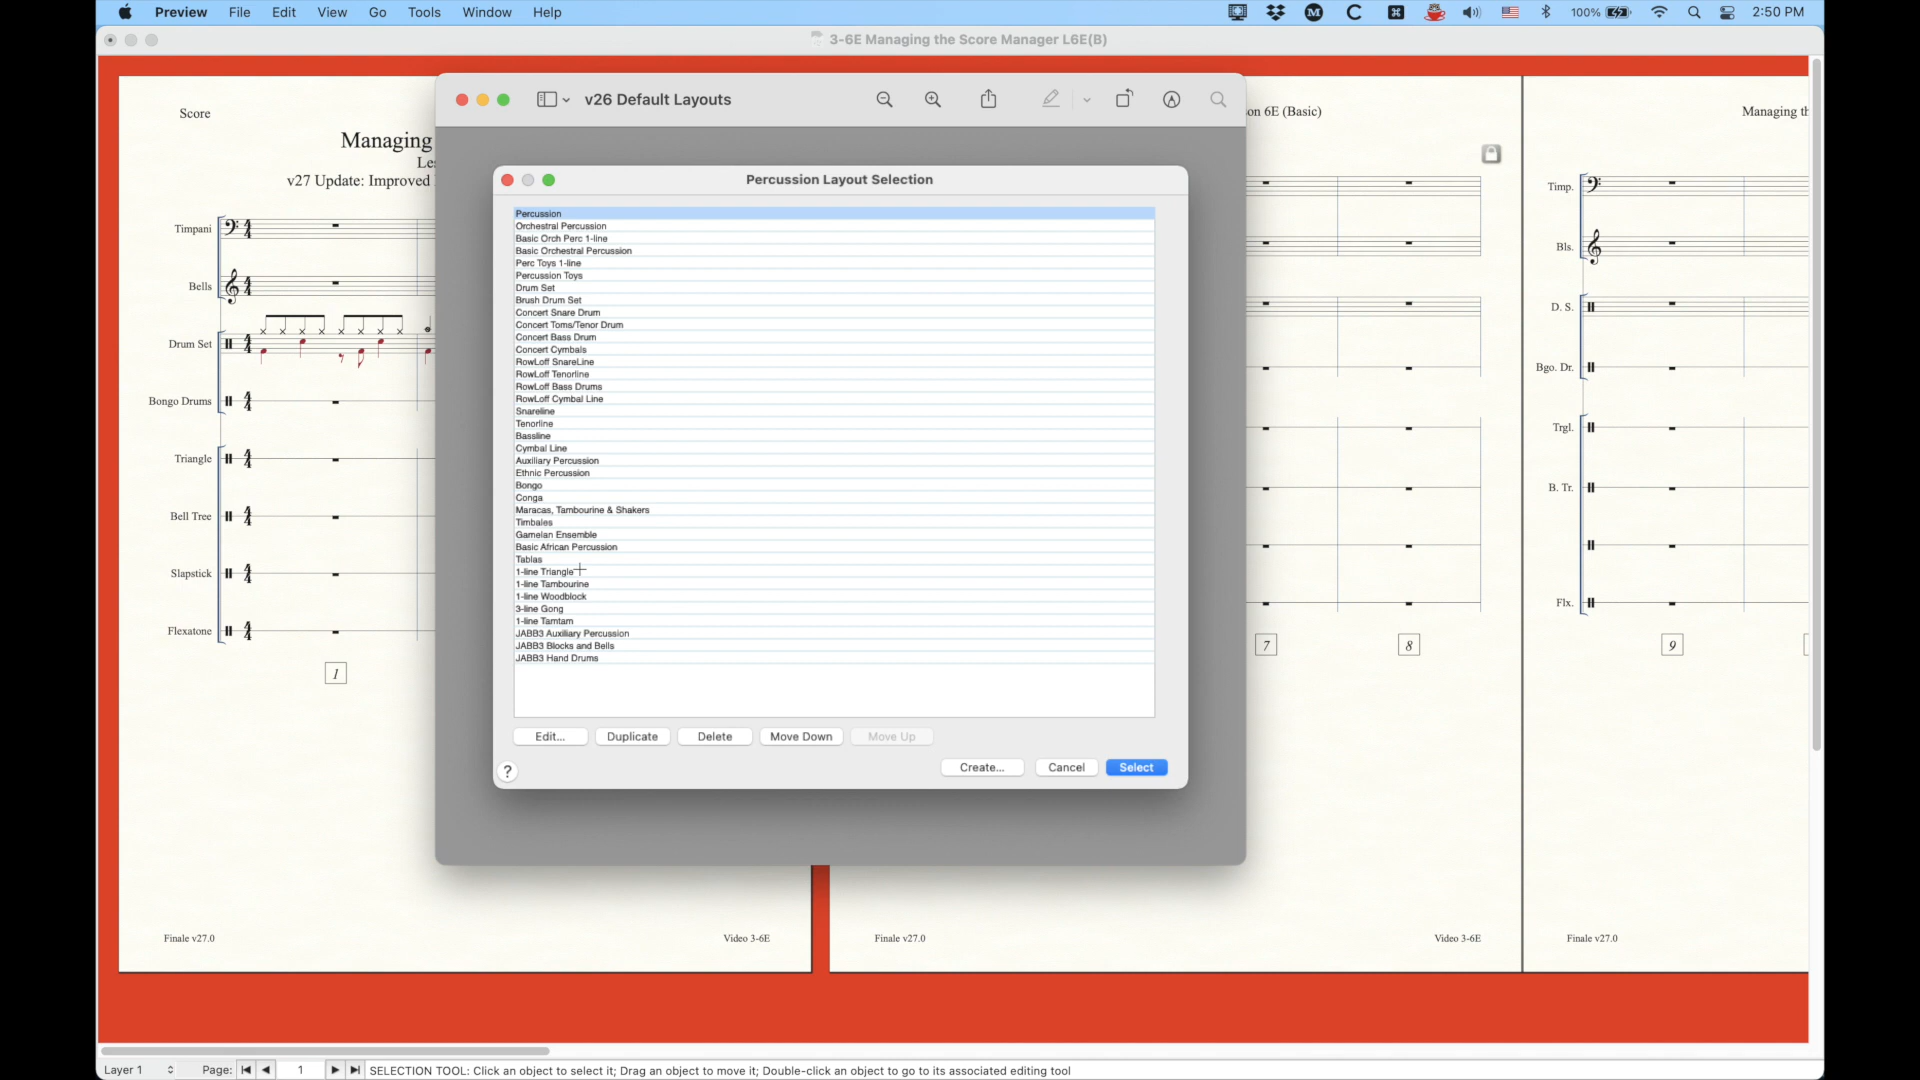 Preview File Edit View Go Tools Window Help 100% 2:50 PM
3-6E Managing the Score Manager L6E(B)
v26 Default Layouts
Score
Managing
Le
v27 Update: Improved
Timpani
Bells
Drum Set
Bongo Drums
Triangle
Bell Tree
Slapstick
Flexatone
1
Finale v27.0
Video 3-6E
Percussion Layout Selection
Percussion
Orchestral Percussion
Basic Orch Perc 1-line
Basic Orchestral Percussion
Perc Toys 1-line
Percussion Toys
Drum Set
Brush Drum Set
Concert Snare Drum
Concert Toms/Tenor Drum
Concert Bass Drum
Concert Cymbals
RowLoff SnareLine
RowLoff Tenorline
RowLoff Bass Drums
RowLoff Cymbal Line
Snareline
Tenorline
Bassline
Cymbal Line
Auxiliary Percussion
Ethnic Percussion
Bongo
Conga
Maracas, Tambourine & Shakers
Timbales
Gamelan Ensemble
Basic African Percussion
Tablas
1-line Triangle
1-line Tambourine
1-line Woodblock
3-line Gong
1-line Tamtam
JABB3 Auxiliary Percussion
JABB3 Blocks and Bells
JABB3 Hand Drums
Edit... Duplicate Delete Move Down Move Up
? Create... Cancel Select
on 6E (Basic)
7 8
Finale v27.0
Video 3-6E
Managing th
Timp.
Bls.
D. S.
Bgo. Dr.
Trgl.
B. Tr.
Flx.
9
Finale v27.0
Layer 1 Page: 1 SELECTION TOOL: Click an object to select it; Drag an object to move it; Double-click an object to go to its associated editing tool